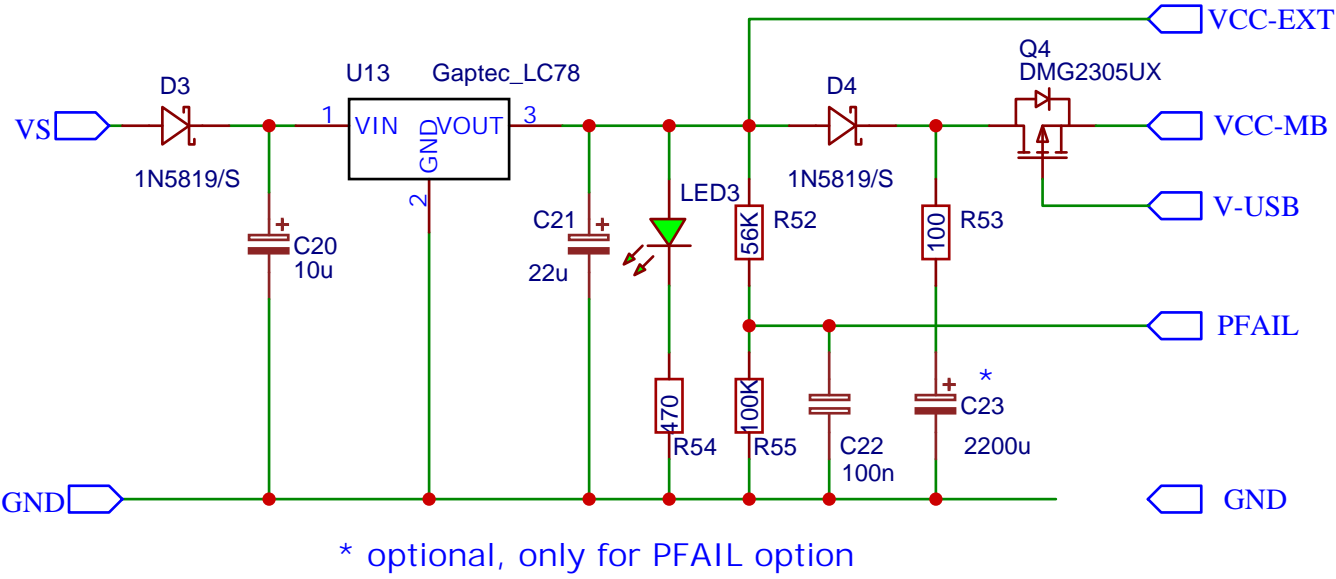 VCC-EXT
Q4
DMG2305UX
U13 Gaptec_LC78
D3
D4
VS
1
VIN
GND
VOUT
3
2
VCC-MB
1N5819/S
1N5819/S
LED3
V-USB
C20
10u
C21
22u
56K
R52
100
R53
PFAIL
*
470
R54
100K
R55
C22
100n
C23
2200u
GND
GND
* optional, only for PFAIL option